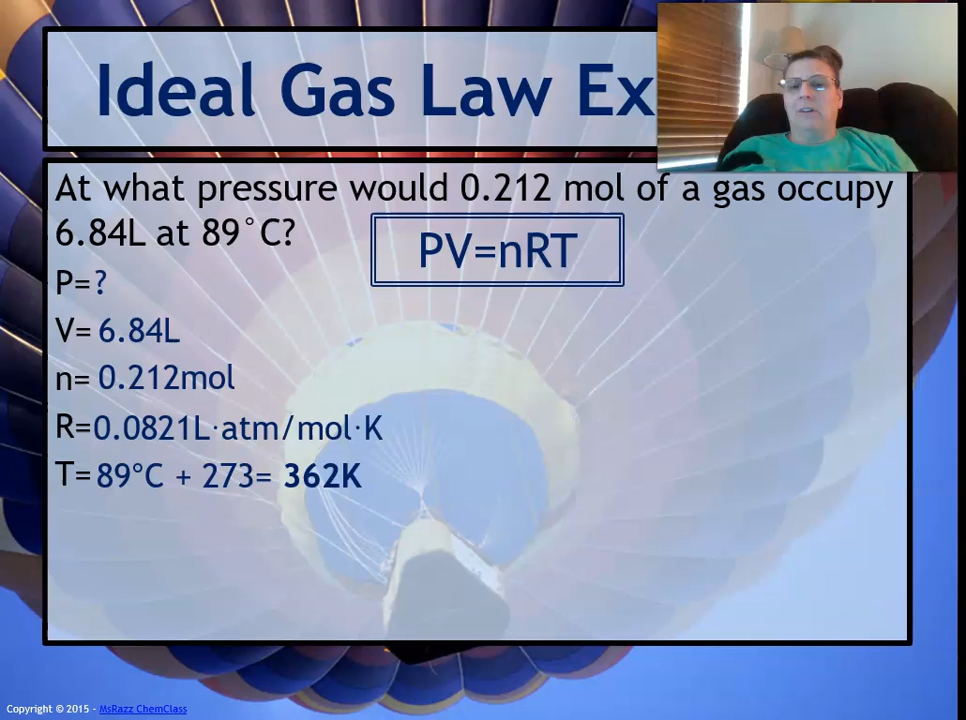 Ideal Gas Law Ex
At what pressure would 0.212 mol of a gas occupy
6.84L at 89°C?
PV=nRT
P=?
V= 6.84L
n= 0.212mol
R=0.0821L·atm/mol·K
T=89°C + 273= 362K
Copyright © 2015 - MsRazz ChemClass